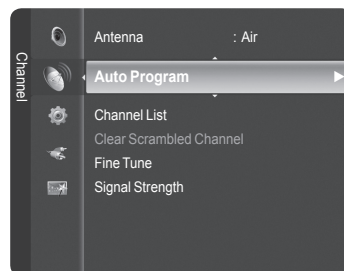 Channel
Antenna : Air
Auto Program
Channel List
Clear Scrambled Channel
Fine Tune
Signal Strength